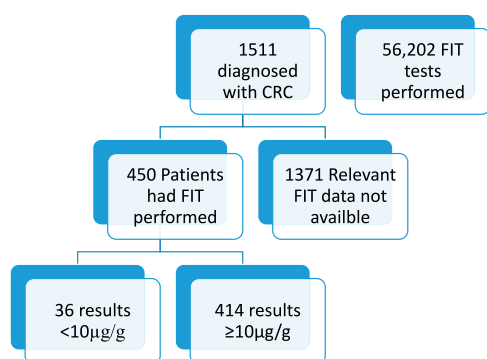 1511
diagnosed
with CRC
56,202 FIT
tests
performed
450 Patients
had FIT
performed
1371 Relevant
FIT data not
availble
36 results
<10µg/g
414 results
≥10µg/g